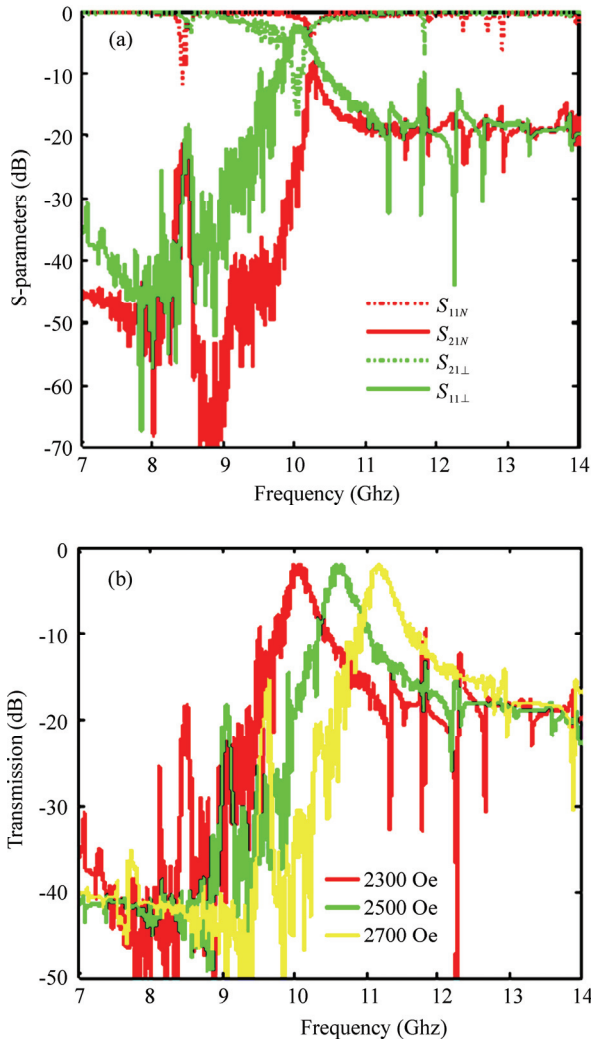 (a)
0
-10
-20
-30
-40
-50
-60
-70
S-parameters (dB)
S11N
S21N
S21⊥
S11⊥
7 8 9 10 11 12 13 14
Frequency (Ghz)
(b)
0
-10
-20
-30
-40
-50
Transmission (dB)
2300 Oe
2500 Oe
2700 Oe
7 8 9 10 11 12 13 14
Frequency (Ghz)